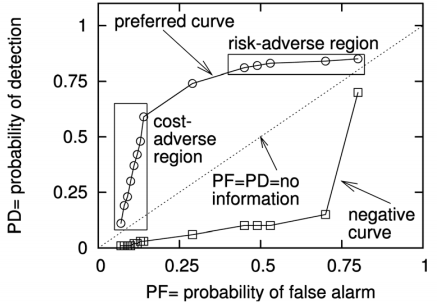 preferred curve
risk-adverse region
cost-
adverse
region
PF=PD=no
information
negative
curve
PD= probability of detection
1
0.75
0.5
0.25
0
0
0.25
0.5
0.75
1
PF= probability of false alarm